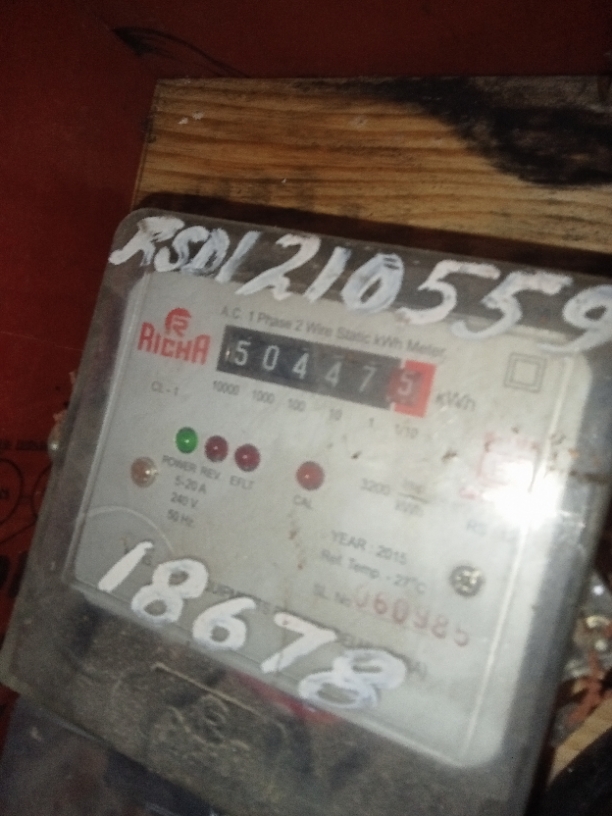 RSD1210559
A.C. 1 Phase 2 Wire Static kWh Meter
RICHA
504475 kWh
CL-1 10000 1000 100 10 1 1/10
POWER REV EFLT
CAL
5-20 A
240 V
50 Hz
3200
kWh
YEAR : 2015
Ref. Temp. - 27°C
SL. No. 060985
18678